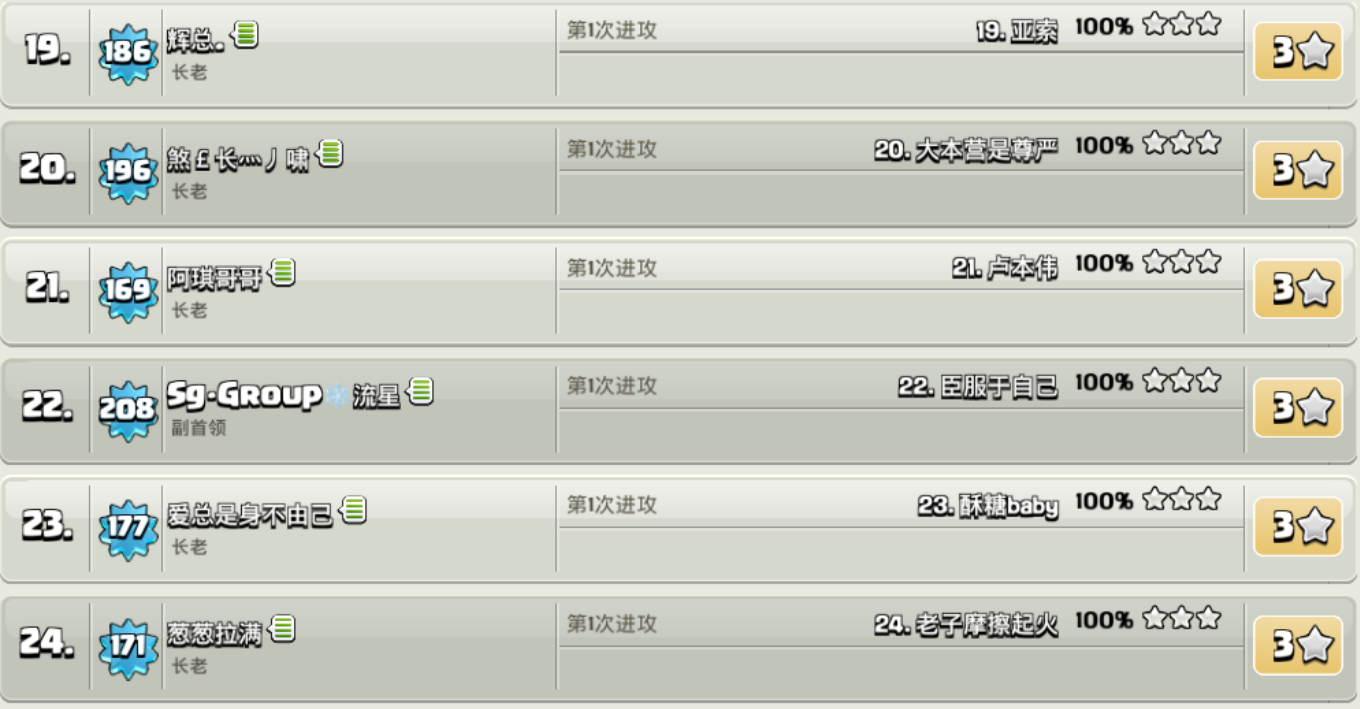 19.
186
辉总。
长老
第1次进攻
19. 亚索
100%
3
20.
196
煞£长灬丿啸
长老
第1次进攻
20. 大本营是尊严
100%
3
21.
169
阿琪哥哥
长老
第1次进攻
21. 卢本伟
100%
3
22.
208
Sg-Group❄流星
副首领
第1次进攻
22. 臣服于自己
100%
3
23.
177
爱总是身不由己
长老
第1次进攻
23. 酥糖baby
100%
3
24.
171
葱葱拉满
长老
第1次进攻
24. 老子摩擦起火
100%
3